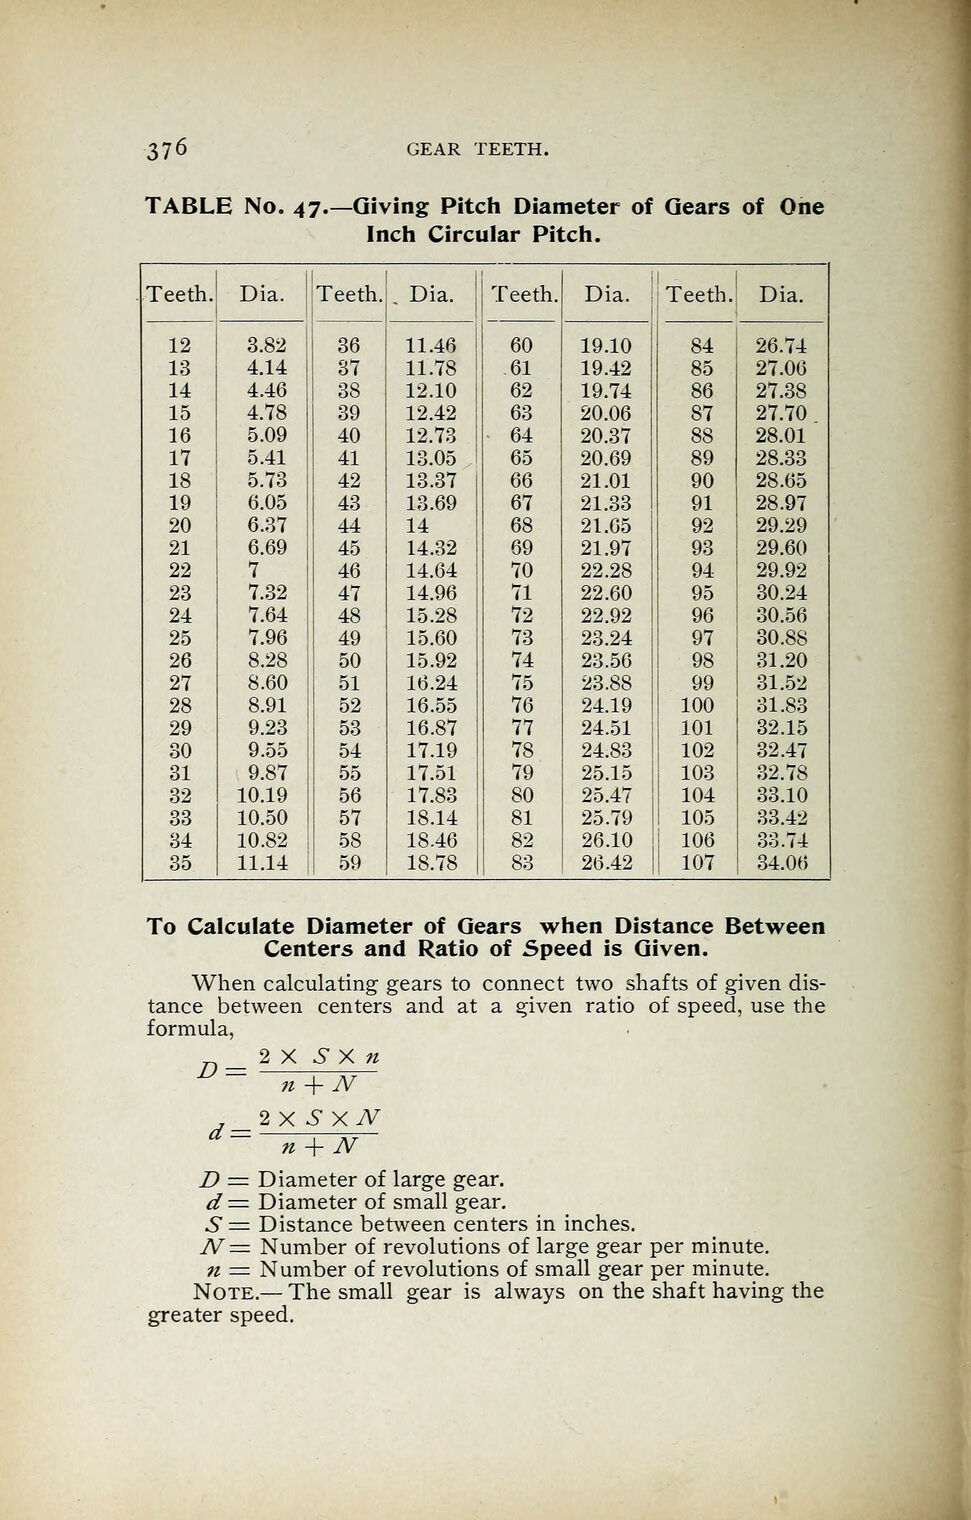 376 GEAR TEETH.
TABLE No. 47.—Giving Pitch Diameter of Gears of One
Inch Circular Pitch.
Teeth. Dia. Teeth. Dia. Teeth. Dia. Teeth. Dia.
12 3.82 36 11.46 60 19.10 84 26.74
13 4.14 37 11.78 61 19.42 85 27.06
14 4.46 38 12.10 62 19.74 86 27.38
15 4.78 39 12.42 63 20.06 87 27.70
16 5.09 40 12.73 64 20.37 88 28.01
17 5.41 41 13.05 65 20.69 89 28.33
18 5.73 42 13.37 66 21.01 90 28.65
19 6.05 43 13.69 67 21.33 91 28.97
20 6.37 44 14 68 21.65 92 29.29
21 6.69 45 14.32 69 21.97 93 29.60
22 7 46 14.64 70 22.28 94 29.92
23 7.32 47 14.96 71 22.60 95 30.24
24 7.64 48 15.28 72 22.92 96 30.56
25 7.96 49 15.60 73 23.24 97 30.88
26 8.28 50 15.92 74 23.56 98 31.20
27 8.60 51 16.24 75 23.88 99 31.52
28 8.91 52 16.55 76 24.19 100 31.83
29 9.23 53 16.87 77 24.51 101 32.15
30 9.55 54 17.19 78 24.83 102 32.47
31 9.87 55 17.51 79 25.15 103 32.78
32 10.19 56 17.83 80 25.47 104 33.10
33 10.50 57 18.14 81 25.79 105 33.42
34 10.82 58 18.46 82 26.10 106 33.74
35 11.14 59 18.78 83 26.42 107 34.06
To Calculate Diameter of Gears when Distance Between
Centers and Ratio of Speed is Given.
When calculating gears to connect two shafts of given dis-
tance between centers and at a given ratio of speed, use the
formula,
D = 2 × S × n
n + N
d = 2 × S × N
n + N
D = Diameter of large gear.
d = Diameter of small gear.
S = Distance between centers in inches.
N = Number of revolutions of large gear per minute.
n = Number of revolutions of small gear per minute.
NOTE.— The small gear is always on the shaft having the
greater speed.